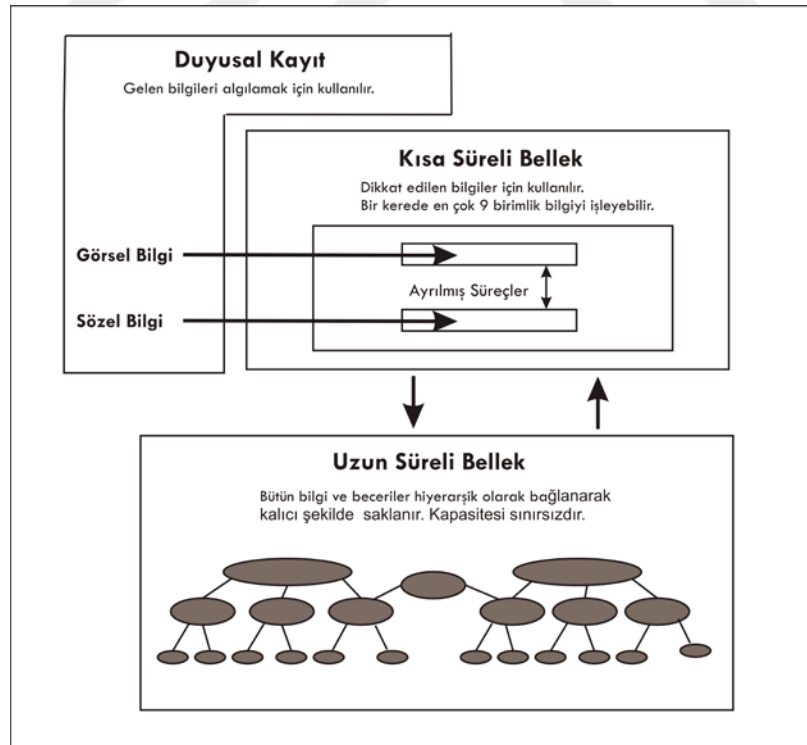 Duyusal Kayıt
Gelen bilgileri algılamak için kullanılır.
Kısa Süreli Bellek
Dikkat edilen bilgiler için kullanılır.
Bir kerede en çok 9 birimlik bilgiyi işleyebilir.
Görsel Bilgi
Ayrılmış Süreçler
Sözel Bilgi
Uzun Süreli Bellek
Bütün bilgi ve beceriler hiyerarşik olarak bağlanarak
kalıcı şekilde saklanır. Kapasitesi sınırsızdır.